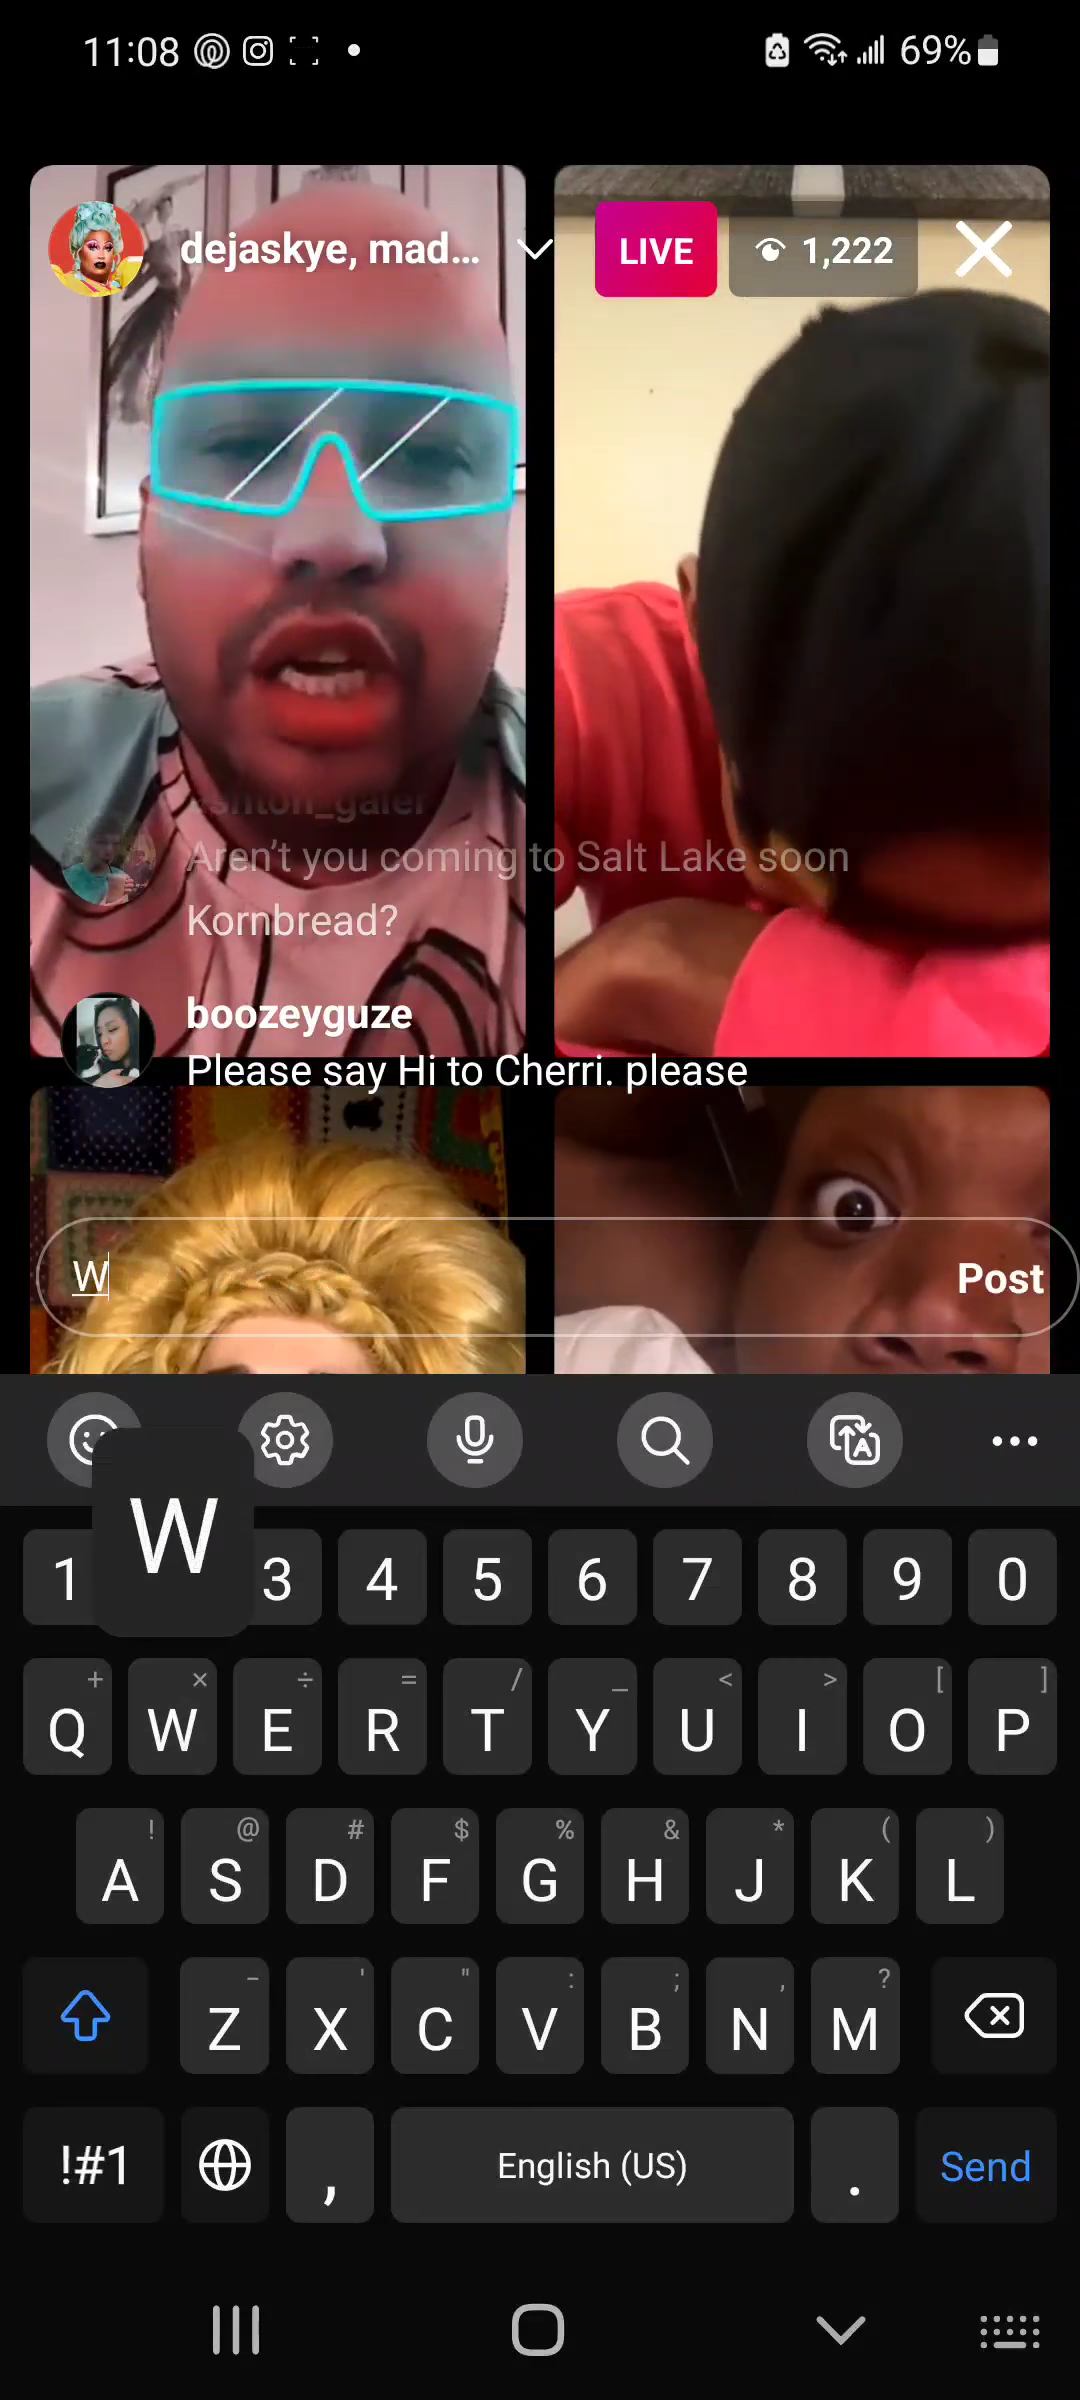 11:08
69%
dejaskye, mad...
LIVE
1,222
Aren't you coming to Salt Lake soon
Kornbread?
boozeyguze
Please say Hi to Cherri. please
W
Post
W
1 3 4 5 6 7 8 9 0
+ × ÷ = / _ < > [ ]
Q W E R T Y U I O P
! @ # $ % & * ( )
A S D F G H J K L
- ' " : ; , ?
Z X C V B N M
!#1 , English (US) . Send